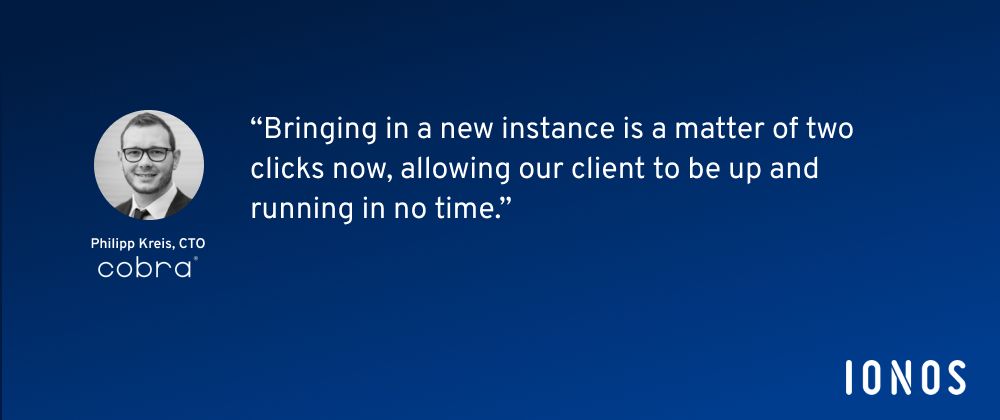 “Bringing in a new instance is a matter of two
clicks now, allowing our client to be up and
running in no time.”
Philipp Kreis, CTO
cobra®
IONOS